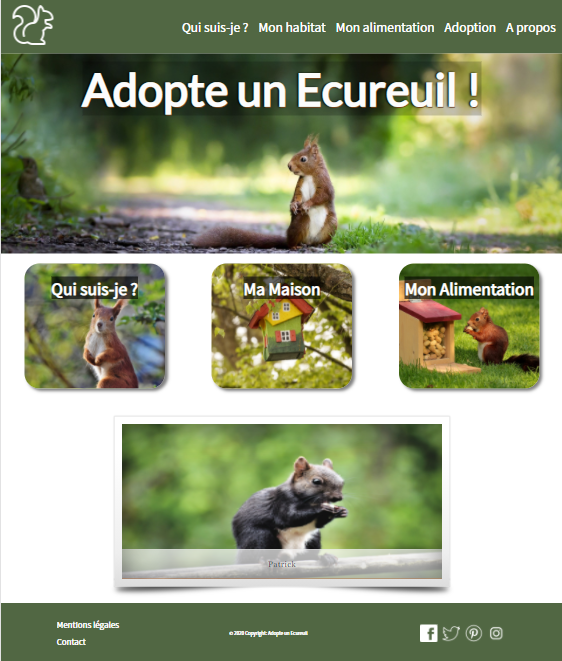 Qui suis-je ? Mon habitat Mon alimentation Adoption A propos
Adopte un Ecureuil !
Qui suis-je ?
Ma Maison
Mon Alimentation
Patrick
Mentions légales
© 2020 Copyright: Adopte un Ecureuil
Contact